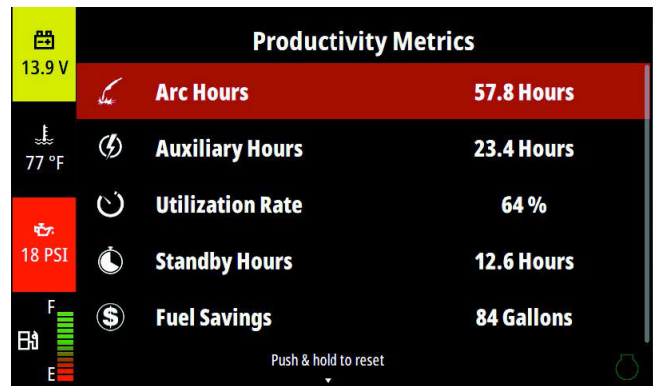 Productivity Metrics
13.9 V
Arc Hours 57.8 Hours
77 °F
Auxiliary Hours 23.4 Hours
Utilization Rate 64 %
18 PSI
Standby Hours 12.6 Hours
F
Fuel Savings 84 Gallons
E
Push & hold to reset